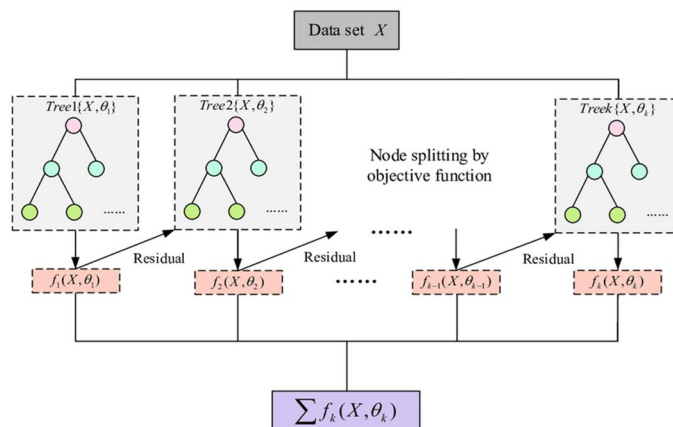 Data set X
Tree1{X,θ₁}
Tree2{X,θ₂}
Treek{X,θₖ}
Node splitting by
objective function
……
……
……
……
Residual
Residual
Residual
f₁(X,θ₁)
f₂(X,θ₂)
……
fₖ₋₁(X,θₖ₋₁)
fₖ(X,θₖ)
∑ fₖ(X,θₖ)